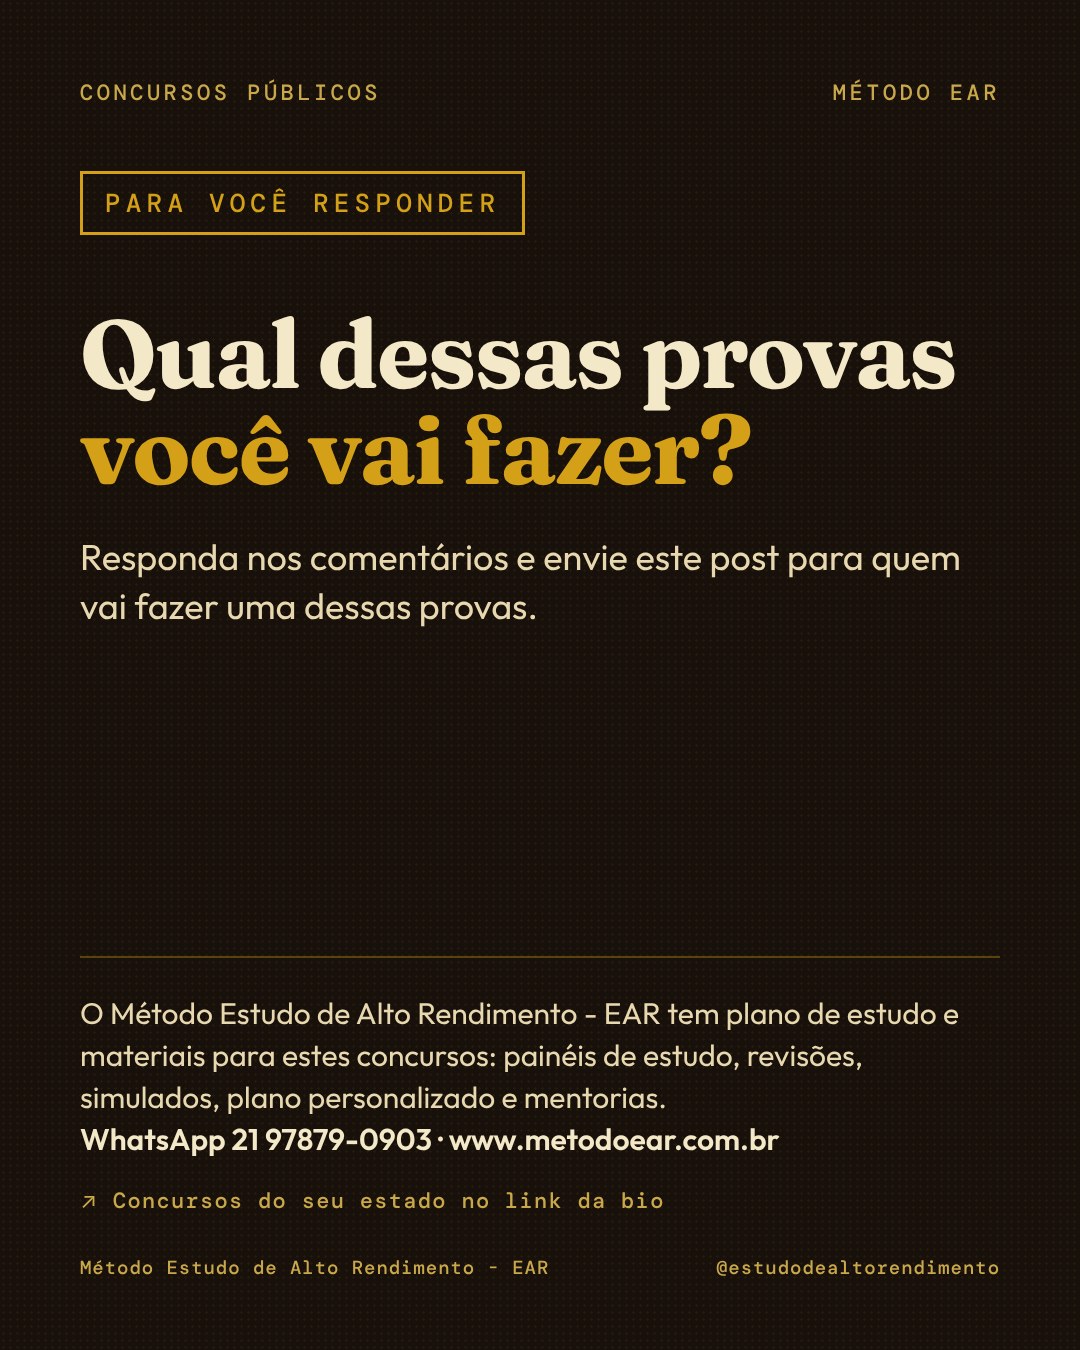 CONCURSOS PÚBLICOS
MÉTODO EAR
PARA VOCÊ RESPONDER
Qual dessas provas
você vai fazer?
Responda nos comentários e envie este post para quem
vai fazer uma dessas provas.
O Método Estudo de Alto Rendimento - EAR tem plano de estudo e
materiais para estes concursos: painéis de estudo, revisões,
simulados, plano personalizado e mentorias.
WhatsApp 21 97879-0903 · www.metodoear.com.br
↗ Concursos do seu estado no link da bio
Método Estudo de Alto Rendimento - EAR
@estudodealtorendimento